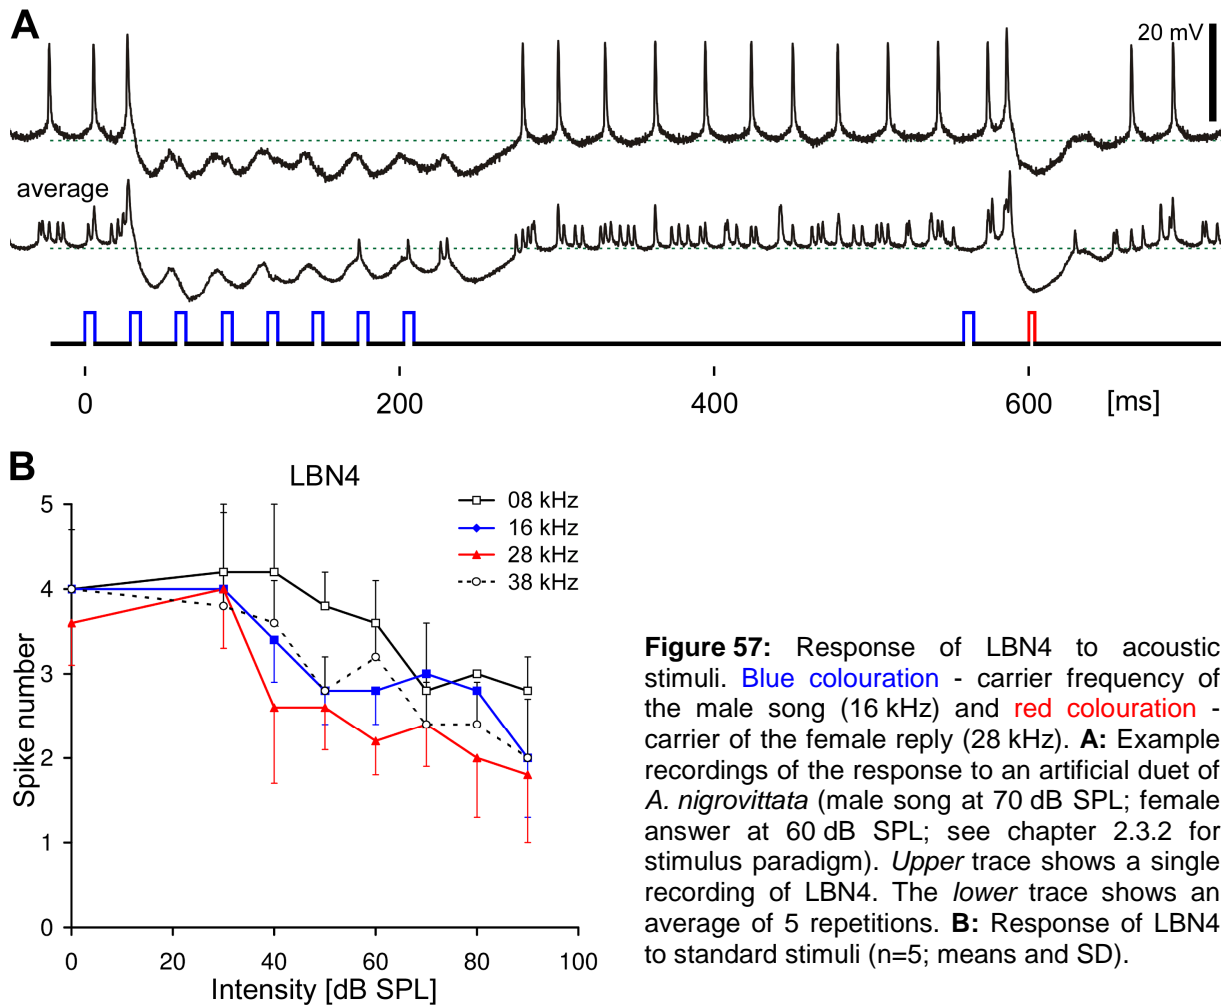 A
20 mV
average
0
200
400
600
[ms]
B
LBN4
08 kHz
16 kHz
28 kHz
38 kHz
5
4
3
2
1
0
Spike number
0
20
40
60
80
100
Intensity [dB SPL]
Figure 57: Response of LBN4 to acoustic
stimuli. Blue colouration - carrier frequency of
the male song (16 kHz) and red colouration -
carrier of the female reply (28 kHz). A: Example
recordings of the response to an artificial duet of
A. nigrovittata (male song at 70 dB SPL; female
answer at 60 dB SPL; see chapter 2.3.2 for
stimulus paradigm). Upper trace shows a single
recording of LBN4. The lower trace shows an
average of 5 repetitions. B: Response of LBN4
to standard stimuli (n=5; means and SD).